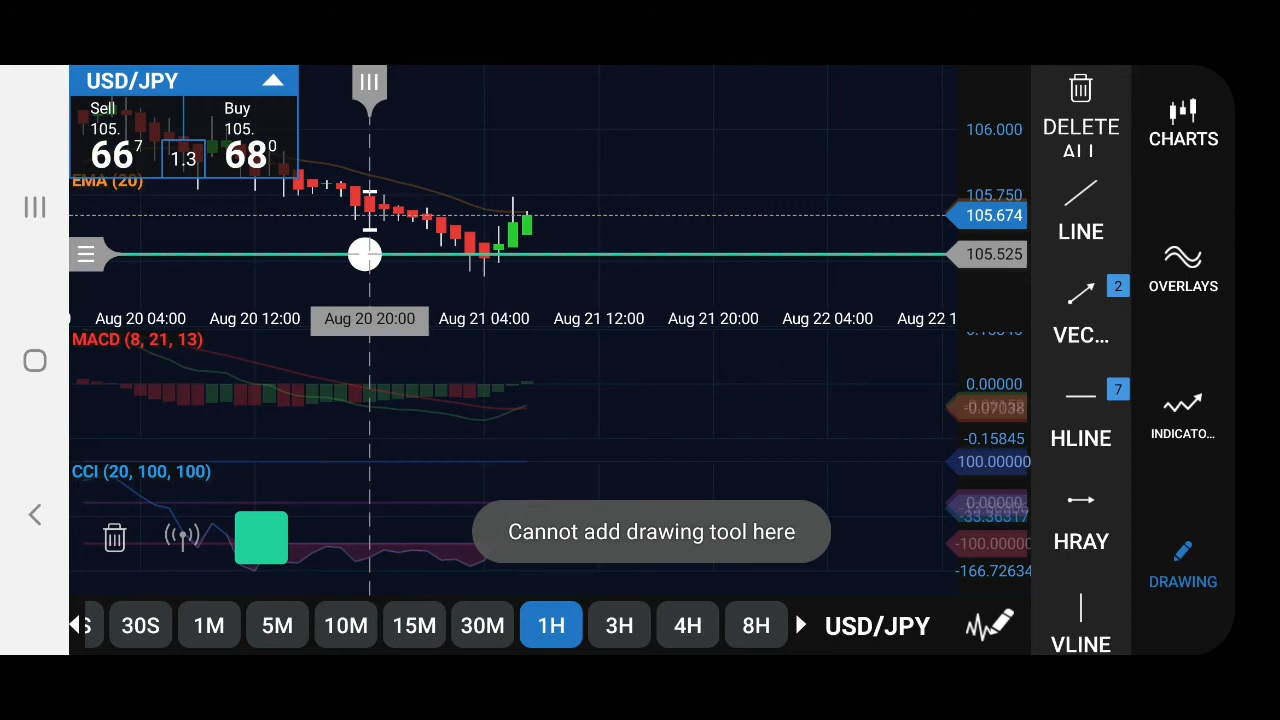 USD/JPY
Sell
Buy
105.
105.
66
7
1.3
68
0
EMA (20)
106.000
105.750
105.674
105.525
Aug 20 04:00
Aug 20 12:00
Aug 20 20:00
Aug 21 04:00
Aug 21 12:00
Aug 21 20:00
Aug 22 04:00
Aug 22 1
MACD (8, 21, 13)
0.00000
-0.07038
-0.15845
CCI (20, 100, 100)
100.00000
0.00000
-100.00000
-166.72634
Cannot add drawing tool here
30S
1M
5M
10M
15M
30M
1H
3H
4H
8H
USD/JPY
DELETE
ALL
LINE
2
VEC...
7
HLINE
HRAY
VLINE
CHARTS
OVERLAYS
INDICATO...
DRAWING